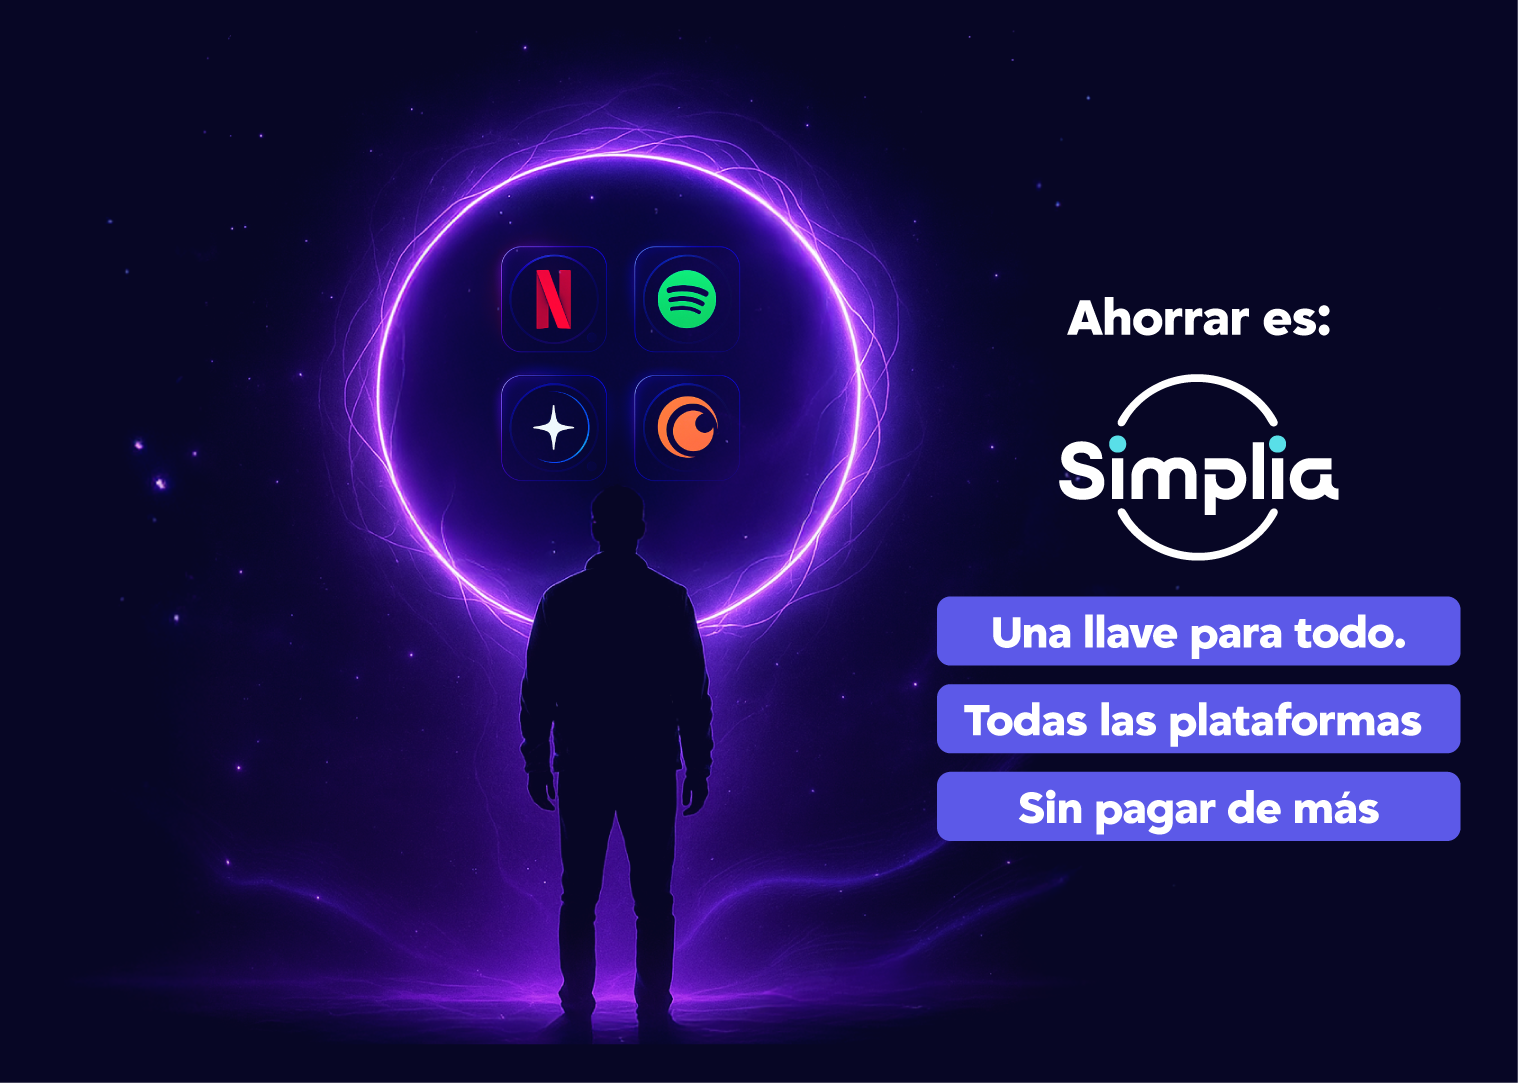 Ahorrar es:
Simplia
Una llave para todo.
Todas las plataformas
Sin pagar de más